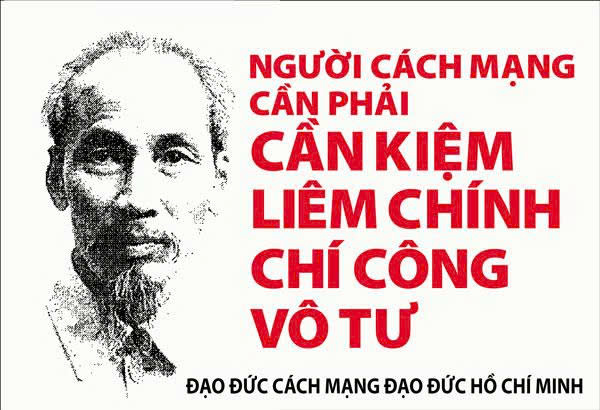 NGƯỜI CÁCH MẠNG
CẦN PHẢI
CẦN KIỆM
LIÊM CHÍNH
CHÍ CÔNG
VÔ TƯ
ĐẠO ĐỨC CÁCH MẠNG ĐẠO ĐỨC HỒ CHÍ MINH